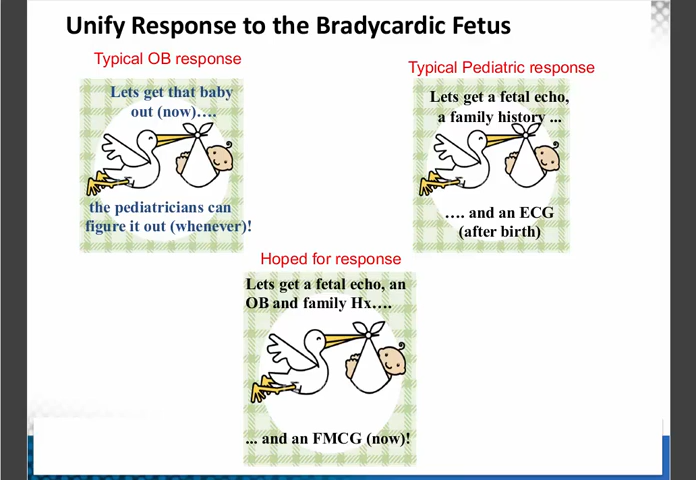 Unify Response to the Bradycardic Fetus
Typical OB response
Lets get that baby
out (now)….
the pediatricians can
figure it out (whenever)!
Typical Pediatric response
Lets get a fetal echo,
a family history ...
…. and an ECG
(after birth)
Hoped for response
Lets get a fetal echo, an
OB and family Hx….
... and an FMCG (now)!